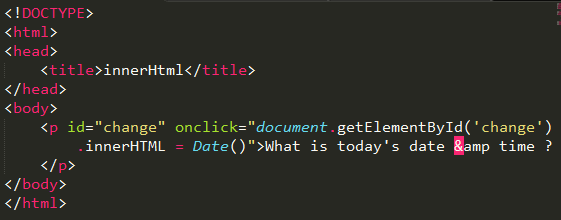 <!DOCTYPE>
<html>
<head>
<title>innerHtml</title>
</head>
<body>
<p id="change" onclick="document.getElementById('change')
.innerHTML = Date()">What is today's date &amp time ?
</p>
</body>
</html>